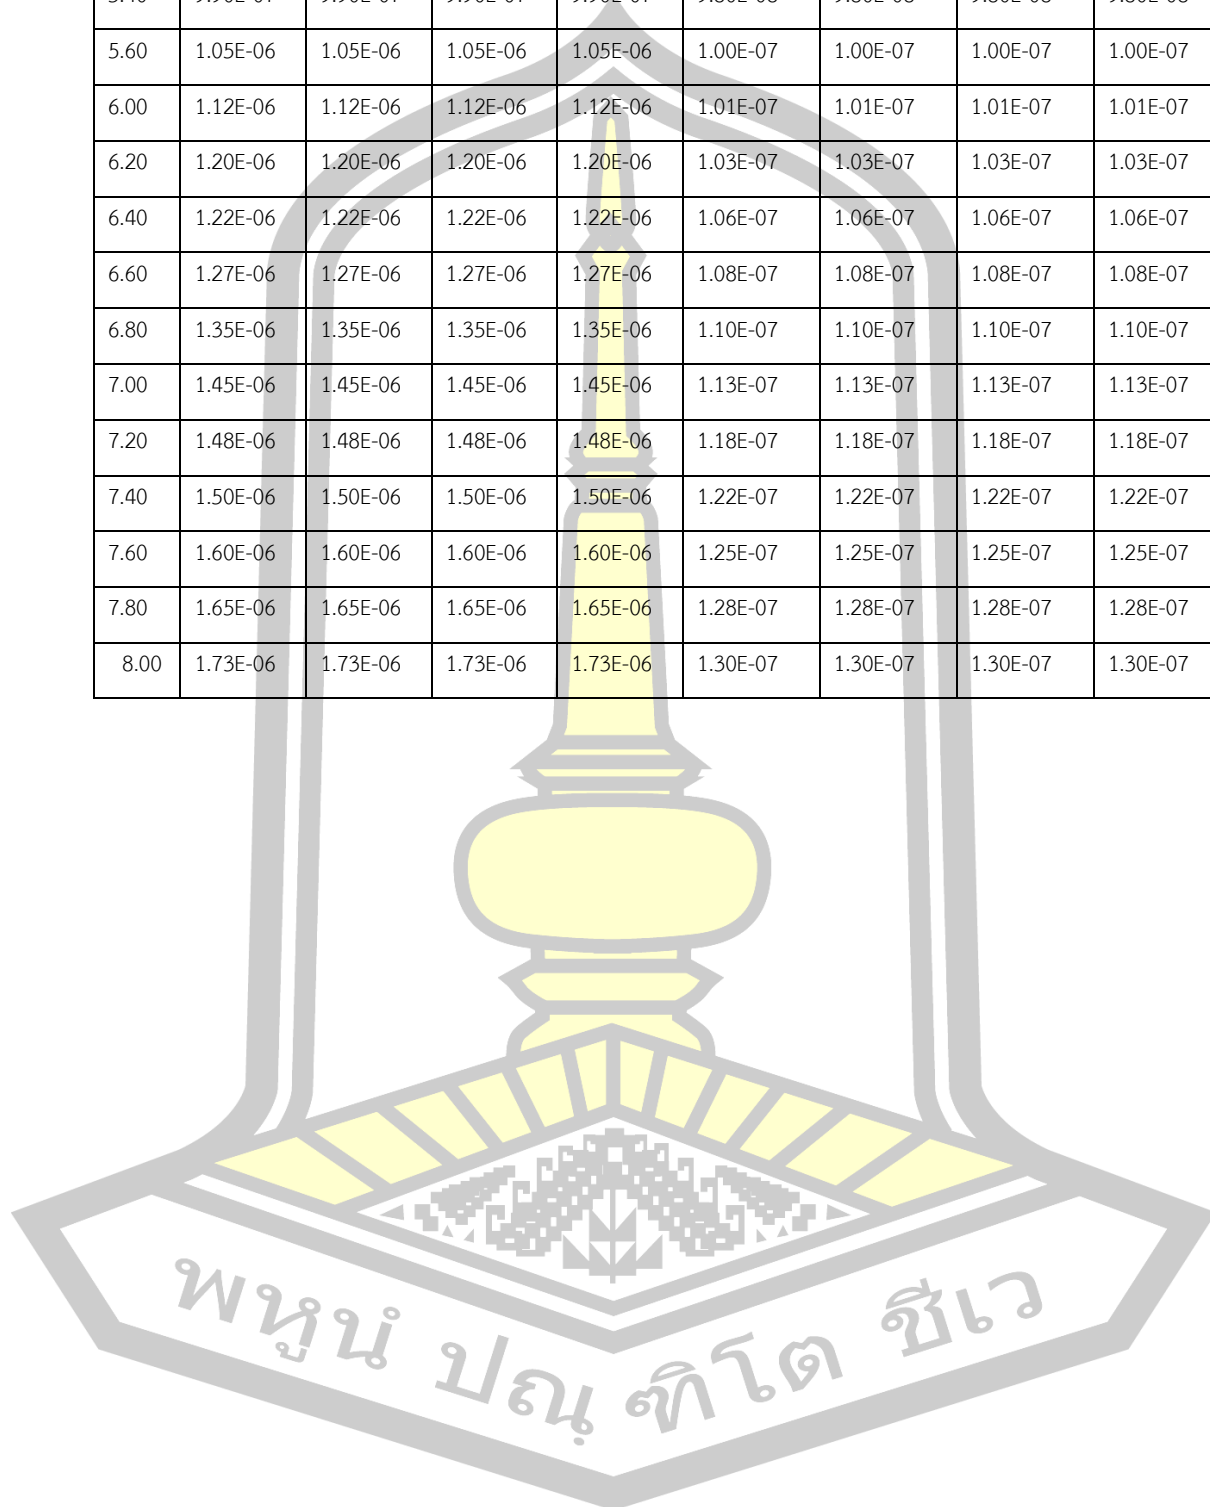 5.60 1.05E-06 1.05E-06 1.05E-06 1.05E-06 1.00E-07 1.00E-07 1.00E-07 1.00E-07
6.00 1.12E-06 1.12E-06 1.12E-06 1.12E-06 1.01E-07 1.01E-07 1.01E-07 1.01E-07
6.20 1.20E-06 1.20E-06 1.20E-06 1.20E-06 1.03E-07 1.03E-07 1.03E-07 1.03E-07
6.40 1.22E-06 1.22E-06 1.22E-06 1.22E-06 1.06E-07 1.06E-07 1.06E-07 1.06E-07
6.60 1.27E-06 1.27E-06 1.27E-06 1.27E-06 1.08E-07 1.08E-07 1.08E-07 1.08E-07
6.80 1.35E-06 1.35E-06 1.35E-06 1.35E-06 1.10E-07 1.10E-07 1.10E-07 1.10E-07
7.00 1.45E-06 1.45E-06 1.45E-06 1.45E-06 1.13E-07 1.13E-07 1.13E-07 1.13E-07
7.20 1.48E-06 1.48E-06 1.48E-06 1.48E-06 1.18E-07 1.18E-07 1.18E-07 1.18E-07
7.40 1.50E-06 1.50E-06 1.50E-06 1.50E-06 1.22E-07 1.22E-07 1.22E-07 1.22E-07
7.60 1.60E-06 1.60E-06 1.60E-06 1.60E-06 1.25E-07 1.25E-07 1.25E-07 1.25E-07
7.80 1.65E-06 1.65E-06 1.65E-06 1.65E-06 1.28E-07 1.28E-07 1.28E-07 1.28E-07
8.00 1.73E-06 1.73E-06 1.73E-06 1.73E-06 1.30E-07 1.30E-07 1.30E-07 1.30E-07
พหูนํ ปณฺฑิโต ชีเว